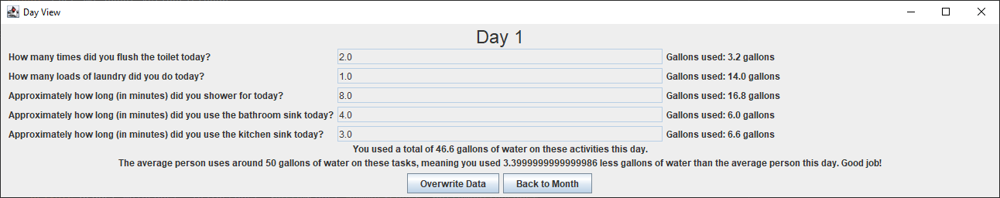 Day View
Day 1
How many times did you flush the toilet today? 2.0 Gallons used: 3.2 gallons
How many loads of laundry did you do today? 1.0 Gallons used: 14.0 gallons
Approximately how long (in minutes) did you shower for today? 8.0 Gallons used: 16.8 gallons
Approximately how long (in minutes) did you use the bathroom sink today? 4.0 Gallons used: 6.0 gallons
Approximately how long (in minutes) did you use the kitchen sink today? 3.0 Gallons used: 6.6 gallons
You used a total of 46.6 gallons of water on these activities this day.
The average person uses around 50 gallons of water on these tasks, meaning you used 3.3999999999999986 less gallons of water than the average person this day. Good job!
Overwrite Data Back to Month